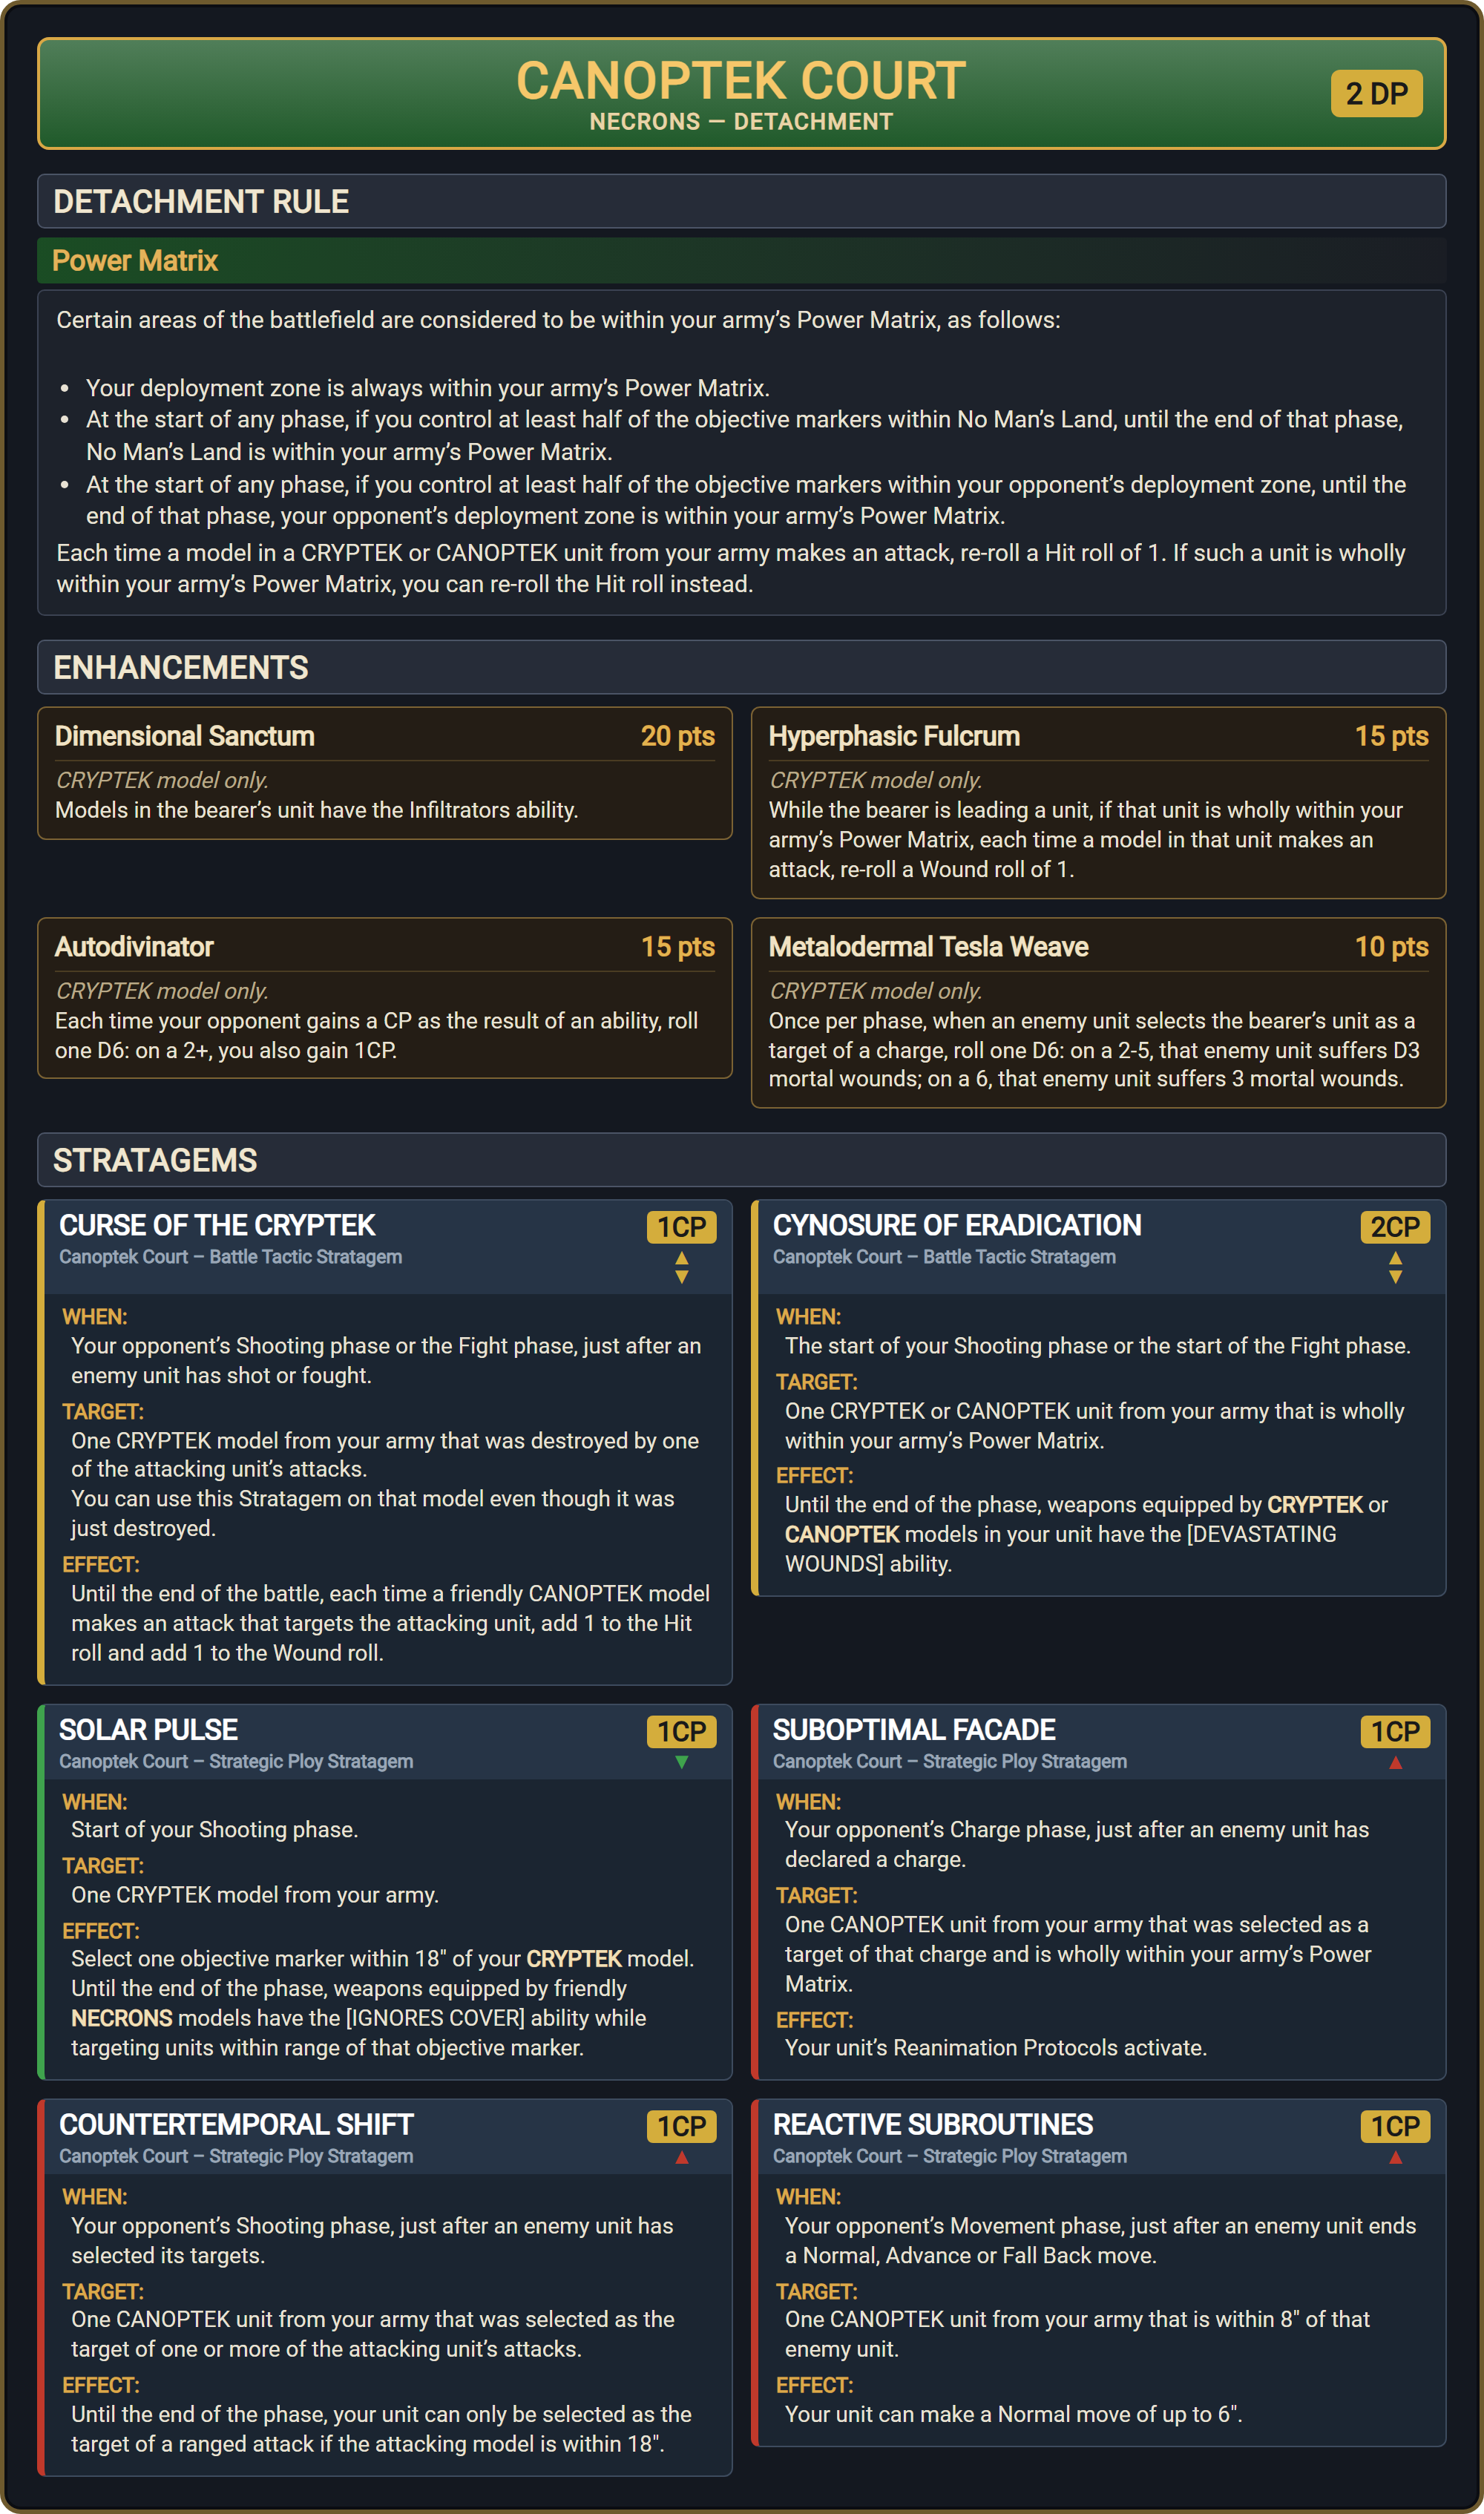 CANOPTEK COURT
NECRONS — DETACHMENT
2 DP
DETACHMENT RULE
Power Matrix
Certain areas of the battlefield are considered to be within your army’s Power Matrix, as follows:
• Your deployment zone is always within your army’s Power Matrix.
• At the start of any phase, if you control at least half of the objective markers within No Man’s Land, until the end of that phase,
No Man’s Land is within your army’s Power Matrix.
• At the start of any phase, if you control at least half of the objective markers within your opponent’s deployment zone, until the
end of that phase, your opponent’s deployment zone is within your army’s Power Matrix.
Each time a model in a CRYPTEK or CANOPTEK unit from your army makes an attack, re-roll a Hit roll of 1. If such a unit is wholly
within your army’s Power Matrix, you can re-roll the Hit roll instead.
ENHANCEMENTS
Dimensional Sanctum 20 pts
CRYPTEK model only.
Models in the bearer’s unit have the Infiltrators ability.
Hyperphasic Fulcrum 15 pts
CRYPTEK model only.
While the bearer is leading a unit, if that unit is wholly within your
army’s Power Matrix, each time a model in that unit makes an
attack, re-roll a Wound roll of 1.
Autodivinator 15 pts
CRYPTEK model only.
Each time your opponent gains a CP as the result of an ability, roll
one D6: on a 2+, you also gain 1CP.
Metalodermal Tesla Weave 10 pts
CRYPTEK model only.
Once per phase, when an enemy unit selects the bearer’s unit as a
target of a charge, roll one D6: on a 2-5, that enemy unit suffers D3
mortal wounds; on a 6, that enemy unit suffers 3 mortal wounds.
STRATAGEMS
CURSE OF THE CRYPTEK 1CP
Canoptek Court – Battle Tactic Stratagem
▲
▼
WHEN:
Your opponent’s Shooting phase or the Fight phase, just after an
enemy unit has shot or fought.
TARGET:
One CRYPTEK model from your army that was destroyed by one
of the attacking unit’s attacks.
You can use this Stratagem on that model even though it was
just destroyed.
EFFECT:
Until the end of the battle, each time a friendly CANOPTEK model
makes an attack that targets the attacking unit, add 1 to the Hit
roll and add 1 to the Wound roll.
CYNOSURE OF ERADICATION 2CP
Canoptek Court – Battle Tactic Stratagem
▲
▼
WHEN:
The start of your Shooting phase or the start of the Fight phase.
TARGET:
One CRYPTEK or CANOPTEK unit from your army that is wholly
within your army’s Power Matrix.
EFFECT:
Until the end of the phase, weapons equipped by CRYPTEK or
CANOPTEK models in your unit have the [DEVASTATING
WOUNDS] ability.
SOLAR PULSE 1CP
Canoptek Court – Strategic Ploy Stratagem ▼
WHEN:
Start of your Shooting phase.
TARGET:
One CRYPTEK model from your army.
EFFECT:
Select one objective marker within 18" of your CRYPTEK model.
Until the end of the phase, weapons equipped by friendly
NECRONS models have the [IGNORES COVER] ability while
targeting units within range of that objective marker.
SUBOPTIMAL FACADE 1CP
Canoptek Court – Strategic Ploy Stratagem ▲
WHEN:
Your opponent’s Charge phase, just after an enemy unit has
declared a charge.
TARGET:
One CANOPTEK unit from your army that was selected as a
target of that charge and is wholly within your army’s Power
Matrix.
EFFECT:
Your unit’s Reanimation Protocols activate.
COUNTERTEMPORAL SHIFT 1CP
Canoptek Court – Strategic Ploy Stratagem ▲
WHEN:
Your opponent’s Shooting phase, just after an enemy unit has
selected its targets.
TARGET:
One CANOPTEK unit from your army that was selected as the
target of one or more of the attacking unit’s attacks.
EFFECT:
Until the end of the phase, your unit can only be selected as the
target of a ranged attack if the attacking model is within 18".
REACTIVE SUBROUTINES 1CP
Canoptek Court – Strategic Ploy Stratagem ▲
WHEN:
Your opponent’s Movement phase, just after an enemy unit ends
a Normal, Advance or Fall Back move.
TARGET:
One CANOPTEK unit from your army that is within 8" of that
enemy unit.
EFFECT:
Your unit can make a Normal move of up to 6".